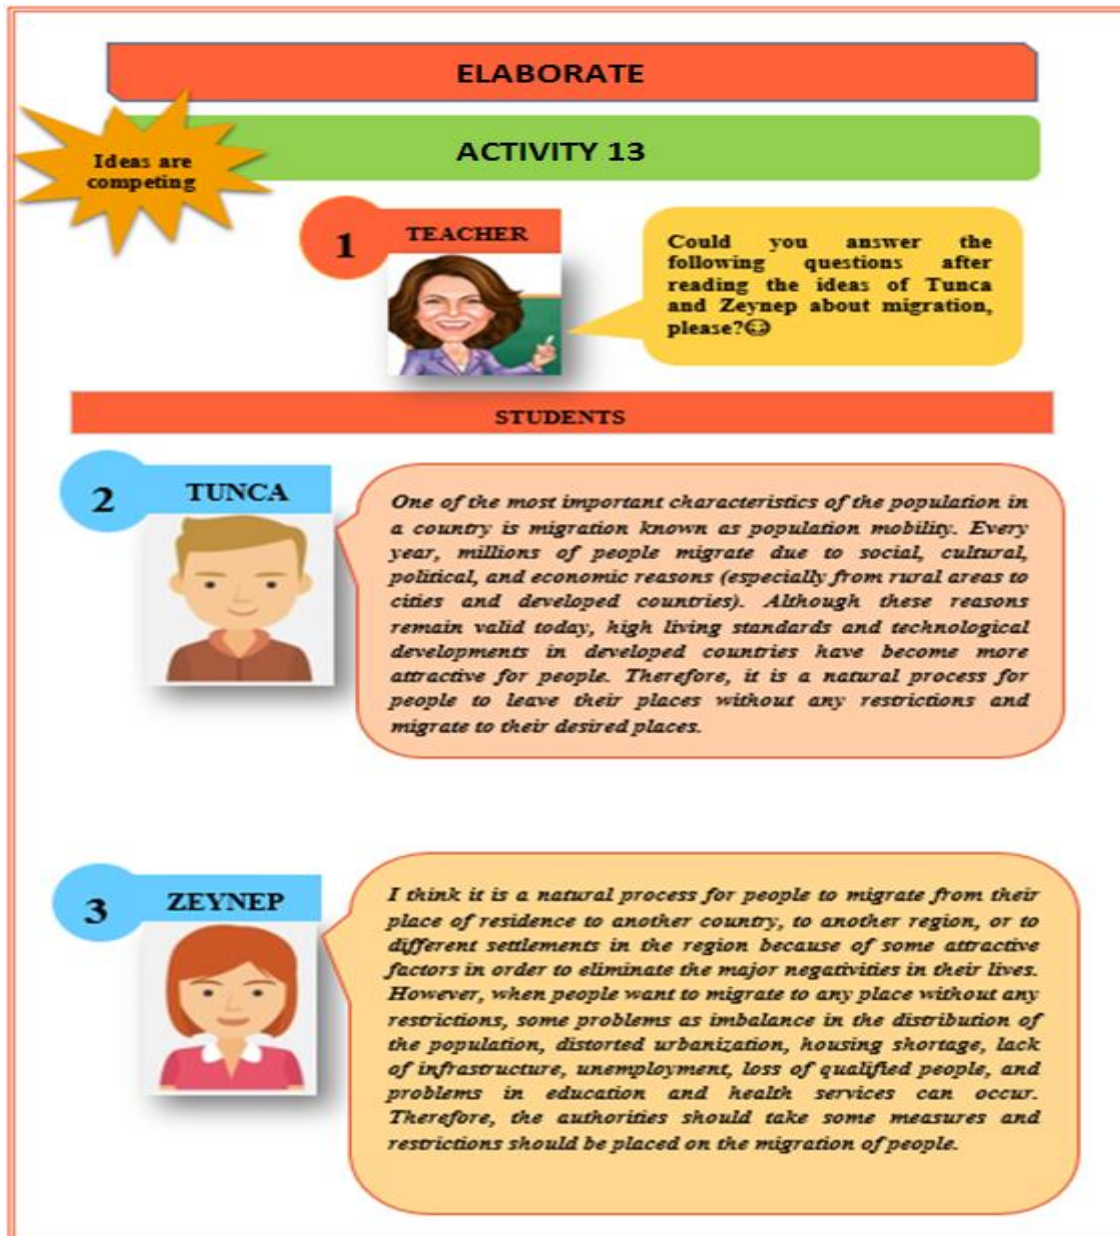 ELABORATE
ACTIVITY 13
Ideas are
competing
1
TEACHER
Could you answer the
following questions after
reading the ideas of Tunca
and Zeynep about migration,
please?
STUDENTS
2
TUNCA
One of the most important characteristics of the population in
a country is migration known as population mobility. Every
year, millions of people migrate due to social, cultural,
political, and economic reasons (especially from rural areas to
cities and developed countries). Although these reasons
remain valid today, high living standards and technological
developments in developed countries have become more
attractive for people. Therefore, it is a natural process for
people to leave their places without any restrictions and
migrate to their desired places.
3
ZEYNEP
I think it is a natural process for people to migrate from their
place of residence to another country, to another region, or to
different settlements in the region because of some attractive
factors in order to eliminate the major negativities in their lives.
However, when people want to migrate to any place without any
restrictions, some problems as imbalance in the distribution of
the population, distorted urbanization, housing shortage, lack
of infrastructure, unemployment, loss of qualified people, and
problems in education and health services can occur.
Therefore, the authorities should take some measures and
restrictions should be placed on the migration of people.